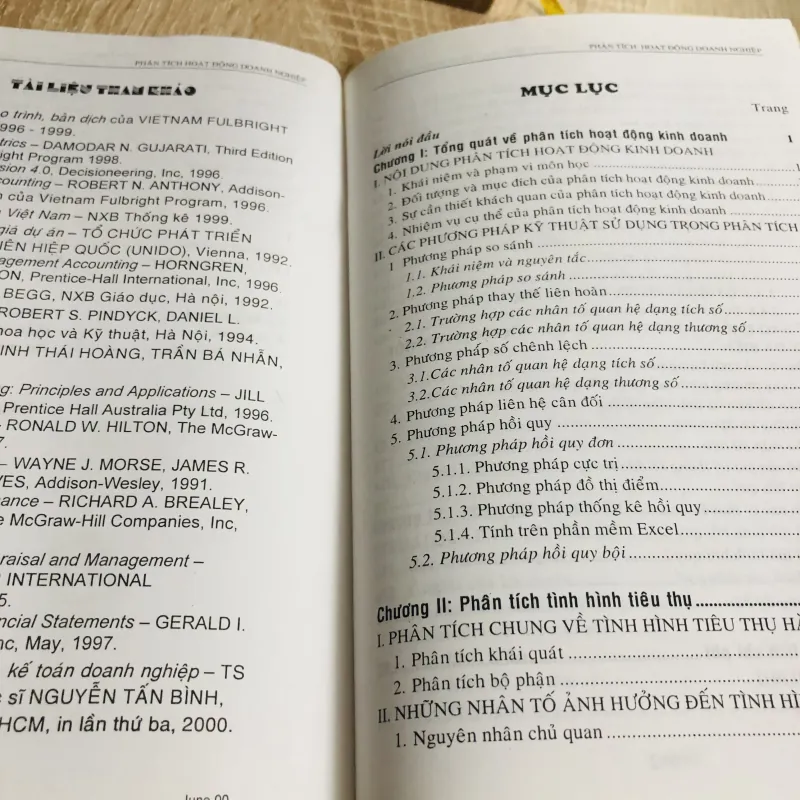 PHÂN TÍCH HOẠT ĐỘNG DOANH NGHIỆP
TÀI LIỆU THAM KHẢO
trình, bản dịch của VIETNAM FULBRIGHT
1999.
DAMODAR N. GUJARATI, Third Edition
Program 1998.
4.0, Decisioneering, Inc, 1996
ROBERT N. ANTHONY, Addison-
của Vietnam Fulbright Program, 1996.
Việt Nam – NXB Thống kê 1999.
giá dự án – TỔ CHỨC PHÁT TRIỂN
LIÊN HIỆP QUỐC (UNIDO), Vienna, 1992.
Management Accounting – HORNGREN,
Prentice-Hall International, Inc, 1996.
BEGG, NXB Giáo dục, Hà nội, 1992.
ROBERT S. PINDYCK, DANIEL L.
học và Kỹ thuật, Hà Nội, 1994.
THÁI HOÀNG, TRẦN BÁ NHẪN,
Principles and Applications – JILL
Prentice Hall Australia Pty Ltd, 1996.
– RONALD W. HILTON, The McGraw-
– WAYNE J. MORSE, JAMES R.
Addison-Wesley, 1991.
– RICHARD A. BREALEY,
McGraw-Hill Companies, Inc,
and Management –
INTERNATIONAL
Statements – GERALD I.
May, 1997.
kế toán doanh nghiệp – TS
sĩ NGUYỄN TẤN BÌNH,
HCM, in lần thứ ba, 2000.
June 00
PHÂN TÍCH HOẠT ĐỘNG DOANH NGHIỆP
MỤC LỤC
Trang
Lời nói đầu
Chương I: Tổng quát về phân tích hoạt động kinh doanh 1
I. NỘI DUNG PHÂN TÍCH HOẠT ĐỘNG KINH DOANH
1. Khái niệm và phạm vi môn học
2. Đối tượng và mục đích của phân tích hoạt động kinh doanh
3. Sự cần thiết khách quan của phân tích hoạt động kinh doanh
4. Nhiệm vụ cụ thể của phân tích hoạt động kinh doanh
II. CÁC PHƯƠNG PHÁP KỸ THUẬT SỬ DỤNG TRONG PHÂN TÍCH
1 Phương pháp so sánh
1.1. Khái niệm và nguyên tắc
1.2. Phương pháp so sánh
2. Phương pháp thay thế liên hoàn
2.1. Trường hợp các nhân tố quan hệ dạng tích số
2.2. Trường hợp các nhân tố quan hệ dạng thương số
3. Phương pháp số chênh lệch
3.1.Các nhân tố quan hệ dạng tích số
3.2.Các nhân tố quan hệ dạng thương số
4. Phương pháp liên hệ cân đối
5. Phương pháp hồi quy
5.1. Phương pháp hồi quy đơn
5.1.1. Phương pháp cực trị
5.1.2. Phương pháp đồ thị điểm
5.1.3. Phương pháp thống kê hồi quy
5.1.4. Tính trên phần mềm Excel
5.2. Phương pháp hồi quy bội
Chương II: Phân tích tình hình tiêu thụ
I. PHÂN TÍCH CHUNG VỀ TÌNH HÌNH TIÊU THỤ
1. Phân tích khái quát
2. Phân tích bộ phận
II. NHỮNG NHÂN TỐ ẢNH HƯỞNG ĐẾN TÌNH
1. Nguyên nhân chủ quan